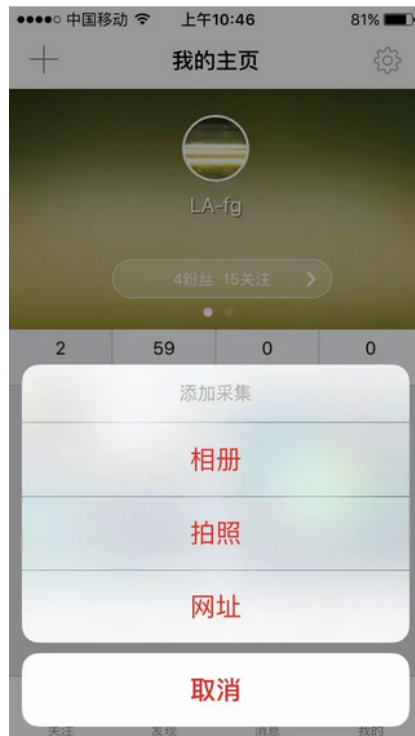 中国移动 上午10:46 81%
我的主页
LA-fg
4粉丝 15关注
2 59 0 0
添加采集
相册
拍照
网址
取消
关注 发现 消息 我的